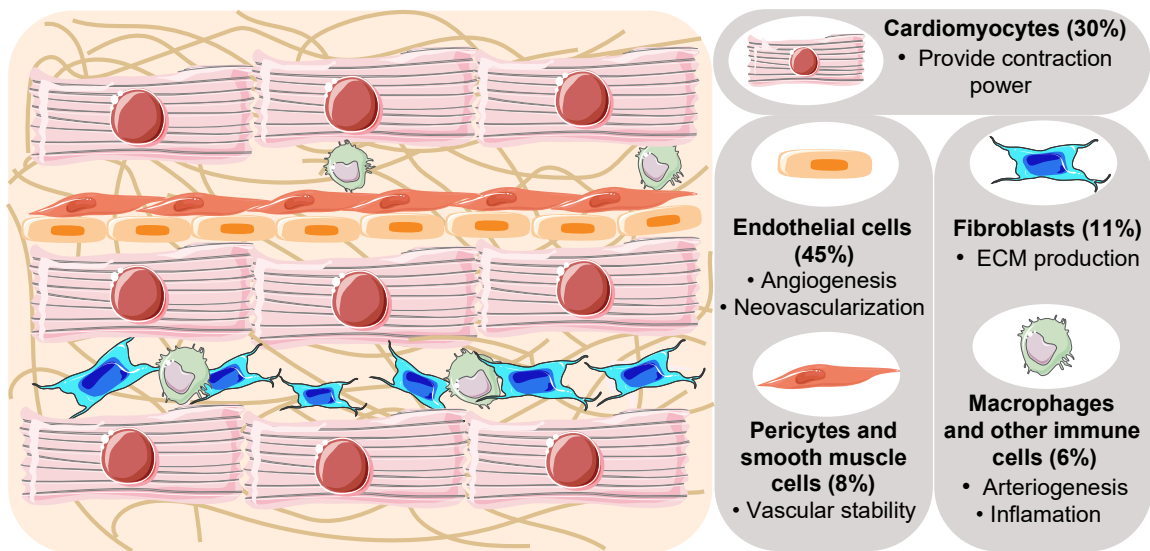 Cardiomyocytes (30%)
• Provide contraction
power
Endothelial cells
(45%)
• Angiogenesis
• Neovascularization
Pericytes and
smooth muscle
cells (8%)
• Vascular stability
Fibroblasts (11%)
• ECM production
Macrophages
and other immune
cells (6%)
• Arteriogenesis
• Inflamation